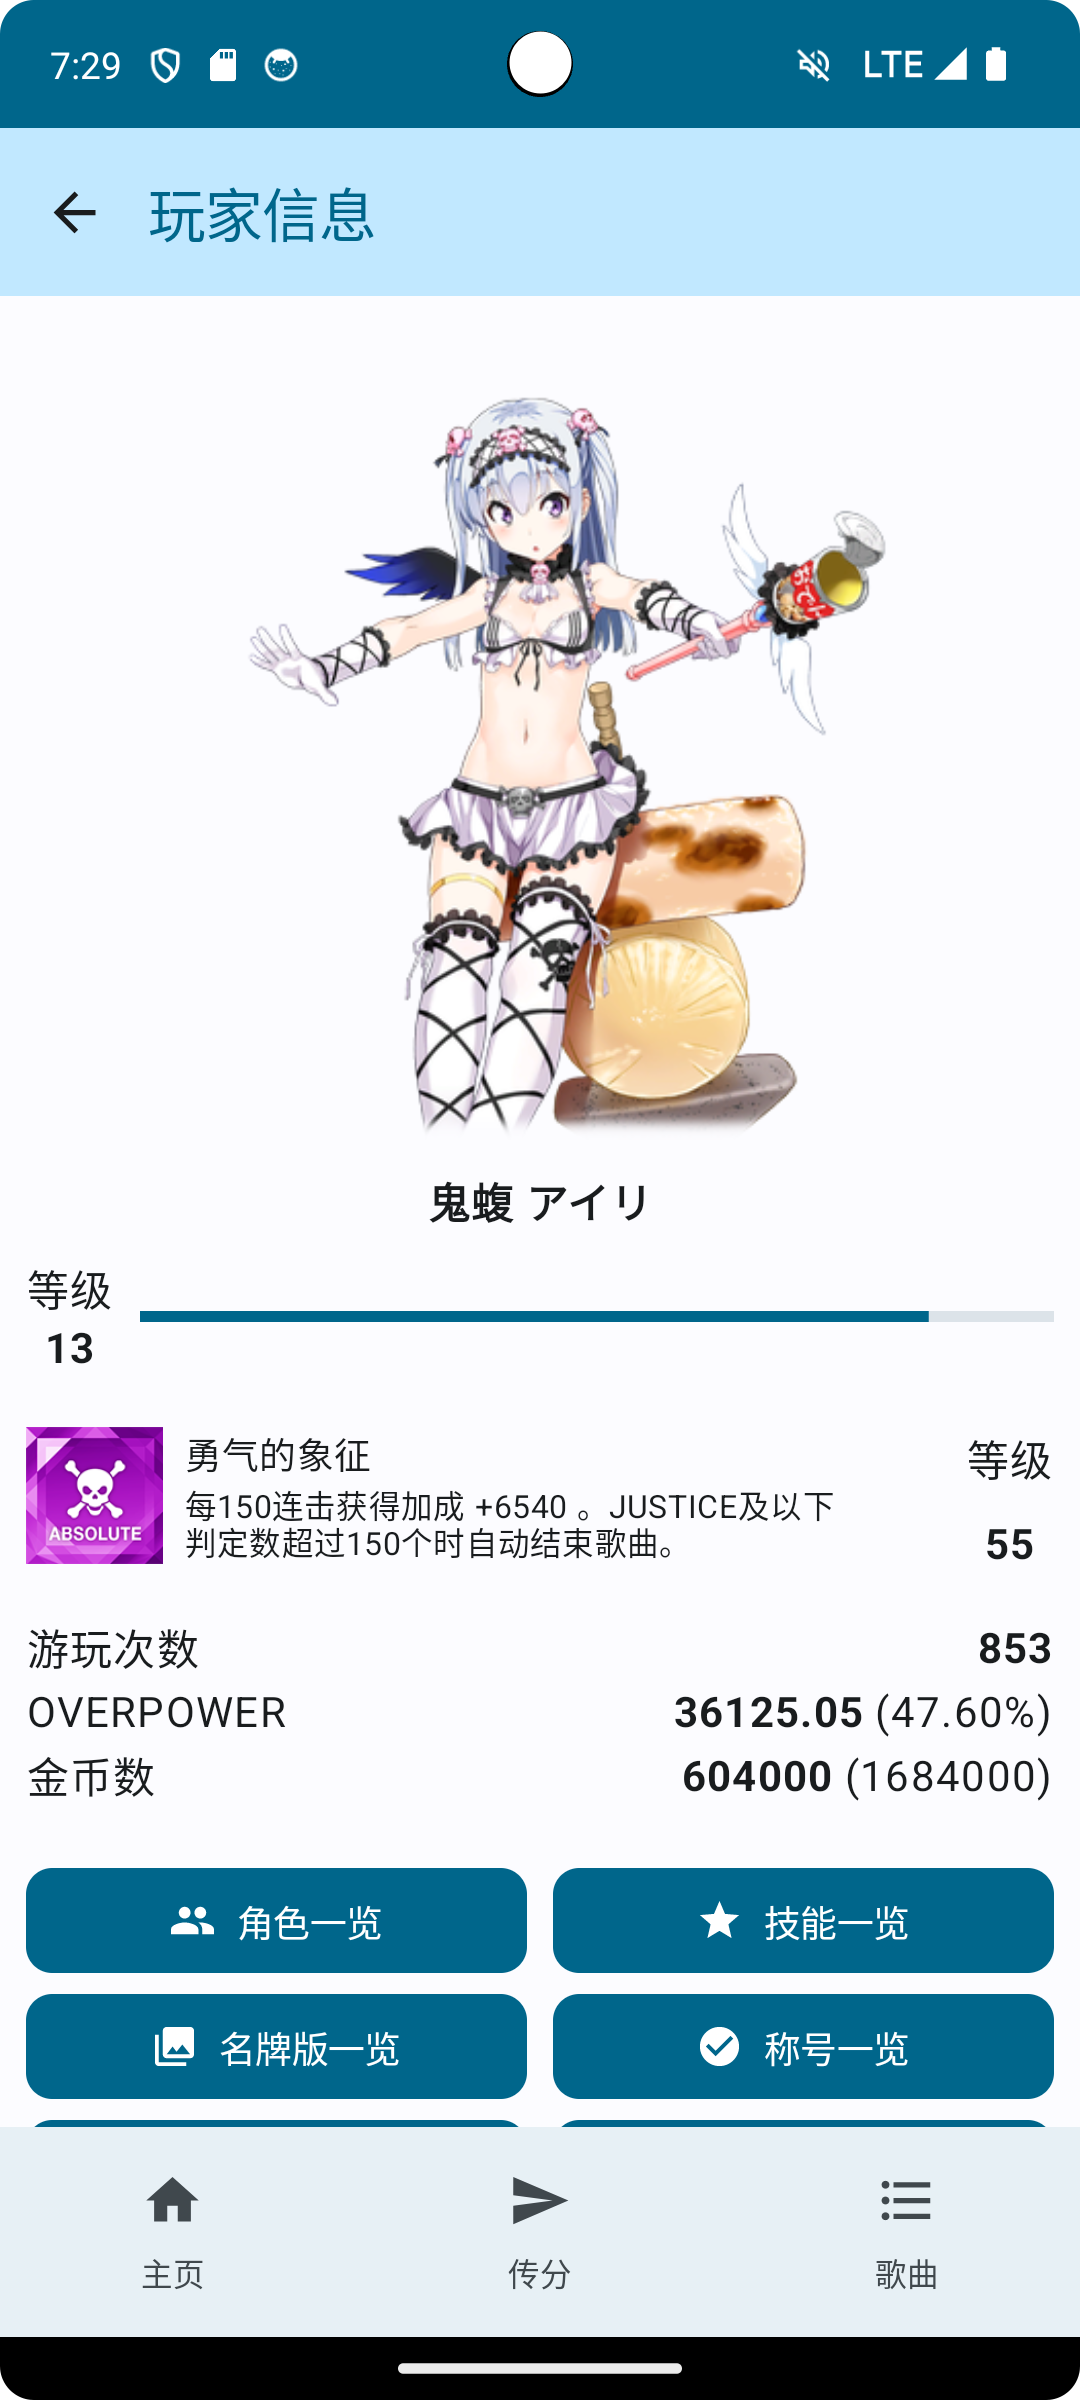 7:29 LTE
玩家信息
おでん
鬼蝮 アイリ
等级
13
ABSOLUTE
勇气的象征
每150连击获得加成 +6540 。JUSTICE及以下
判定数超过150个时自动结束歌曲。
等级
55
游玩次数 853
OVERPOWER 36125.05 (47.60%)
金币数 604000 (1684000)
角色一览 技能一览
名牌版一览 称号一览
主页 传分 歌曲